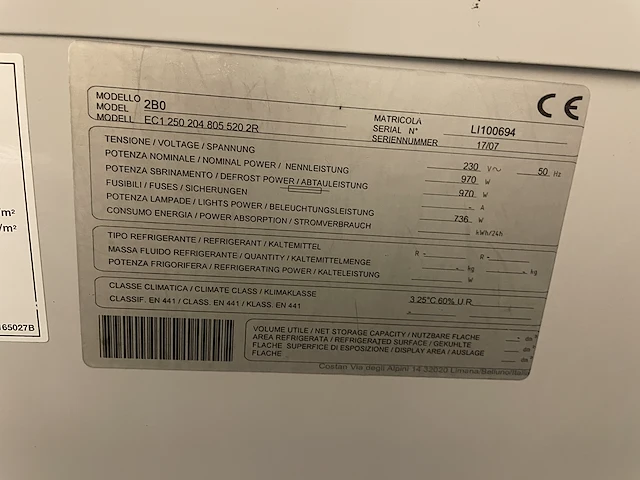 MODELLO
MODEL 2B0
MODELL EC1 250 204 805 520 2R
CE
MATRICOLA
SERIAL N° LI100694
SERIENNUMMER 17/07
TENSIONE / VOLTAGE / SPANNUNG 230 V~ 50 Hz
POTENZA NOMINALE / NOMINAL POWER / NENNLEISTUNG 970 W
POTENZA SBRINAMENTO / DEFROST POWER / ABTAULEISTUNG 970 W
FUSIBILI / FUSES / SICHERUNGEN - A
POTENZA LAMPADE / LIGHTS POWER / BELEUCHTUNGSLEISTUNG 736 W
CONSUMO ENERGIA / POWER ABSORPTION / STROMVERBRAUCH kWh/24h
TIPO REFRIGERANTE / REFRIGERANT / KALTEMITTEL R - R -
MASSA FLUIDO REFRIGERANTE / QUANTITY / KALTEMITTELMENGE - kg - kg
POTENZA FRIGORIFERA / REFRIGERATING POWER / KALTELEISTUNG - W
CLASSE CLIMATICA / CLIMATE CLASS / KLIMAKLASSE 3 25°C 60% U.R.
CLASSIF. EN 441 / CLASS. EN 441 / KLASS. EN 441
VOLUME UTILE / NET STORAGE CAPACITY / NUTZBARE FLACHE
AREA REFRIGERATA / REFRIGERATED SURFACE / GEKUHLTE
FLACHE SUPERFICE DI ESPOSIZIONE / DISPLAY AREA / AUSLAGE
FLACHE
Costan Via degli Alpini 14 32020 Limana/Belluno/
/m²
/m²
165027B